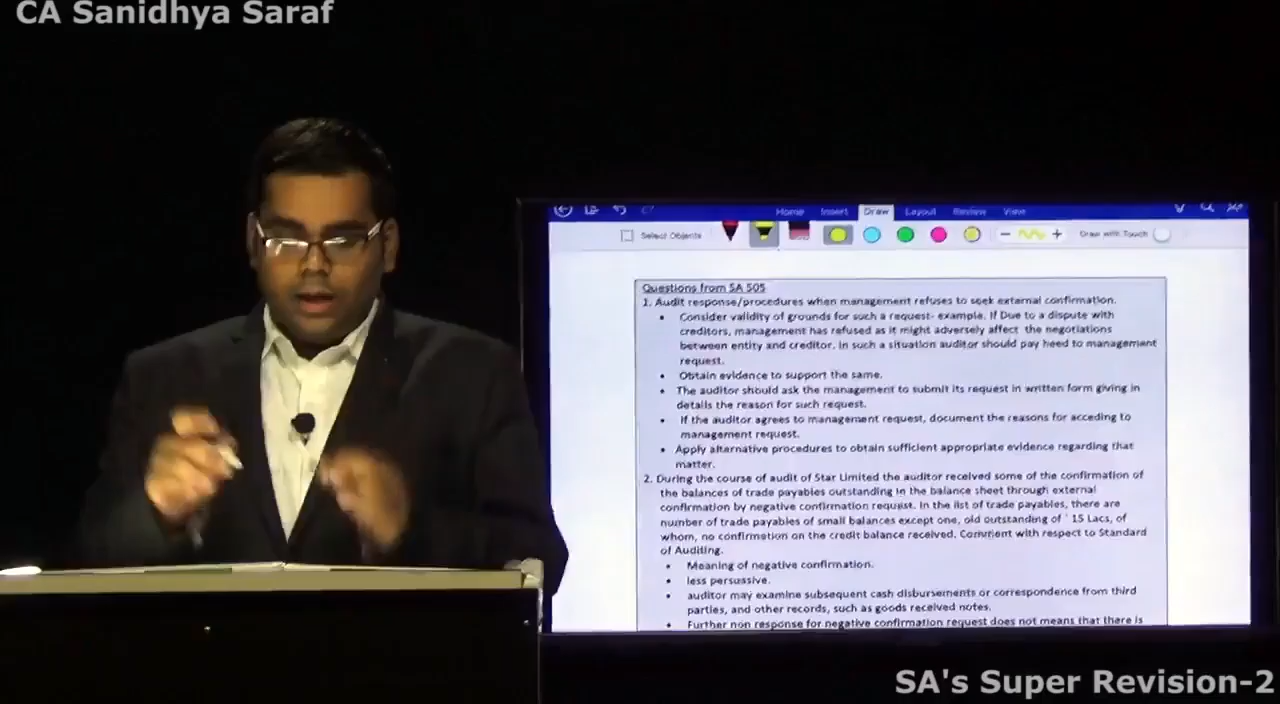 CA Sanidhya Saraf
Home Insert Draw Layout Review View
Select Objects
Draw with Touch
Questions from SA 505
1. Audit response/procedures when management refuses to seek external confirmation.
• Consider validity of grounds for such a request- example. If Due to a dispute with
creditors, management has refused as it might adversely affect the negotiations
between entity and creditor. In such a situation auditor should pay heed to management
request.
• Obtain evidence to support the same.
• The auditor should ask the management to submit its request in written form giving in
details the reason for such request.
• If the auditor agrees to management request, document the reasons for acceding to
management request.
• Apply alternative procedures to obtain sufficient appropriate evidence regarding that
matter.
2. During the course of audit of Star Limited the auditor received some of the confirmation of
the balances of trade payables outstanding in the balance sheet through external
confirmation by negative confirmation request. In the list of trade payables, there are
number of trade payables of small balances except one, old outstanding of ` 15 Lacs, of
whom, no confirmation on the credit balance received. Comment with respect to Standard
of Auditing.
• Meaning of negative confirmation.
• less persuasive.
• auditor may examine subsequent cash disbursements or correspondence from third
parties, and other records, such as goods received notes.
• Further non response for negative confirmation request does not means that there is
SA's Super Revision-2